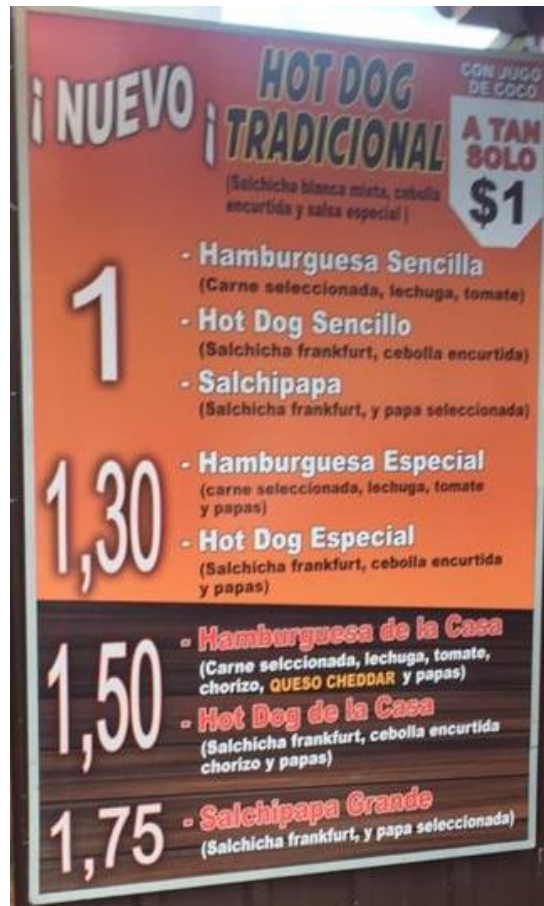 ¡ NUEVO
HOT DOG
¡ TRADICIONAL
(Salchicha blanca mixta, cebolla
encurtida y salsa especial )
CON JUGO
DE COCO
A TAN
SOLO
$1
1
- Hamburguesa Sencilla
(Carne seleccionada, lechuga, tomate)
- Hot Dog Sencillo
(Salchicha frankfurt, cebolla encurtida)
- Salchipapa
(Salchicha frankfurt, y papa seleccionada)
1,30
- Hamburguesa Especial
(carne seleccionada, lechuga, tomate
y papas)
- Hot Dog Especial
(Salchicha frankfurt, cebolla encurtida
y papas)
1,50
- Hamburguesa de la Casa
(Carne selccionada, lechuga, tomate,
chorizo, QUESO CHEDDAR y papas)
- Hot Dog de la Casa
(Salchicha frankfurt, cebolla encurtida
chorizo y papas)
1,75
- Salchipapa Grande
(Salchicha frankfurt, y papa seleccionada)